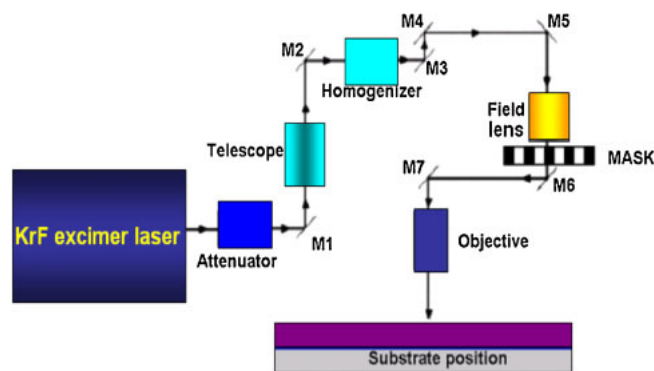 M4
M5
M2
M3
Homogenizer
Field
lens
MASK
Telescope
M7
M6
KrF excimer laser
M1
Attenuator
Objective
Substrate position